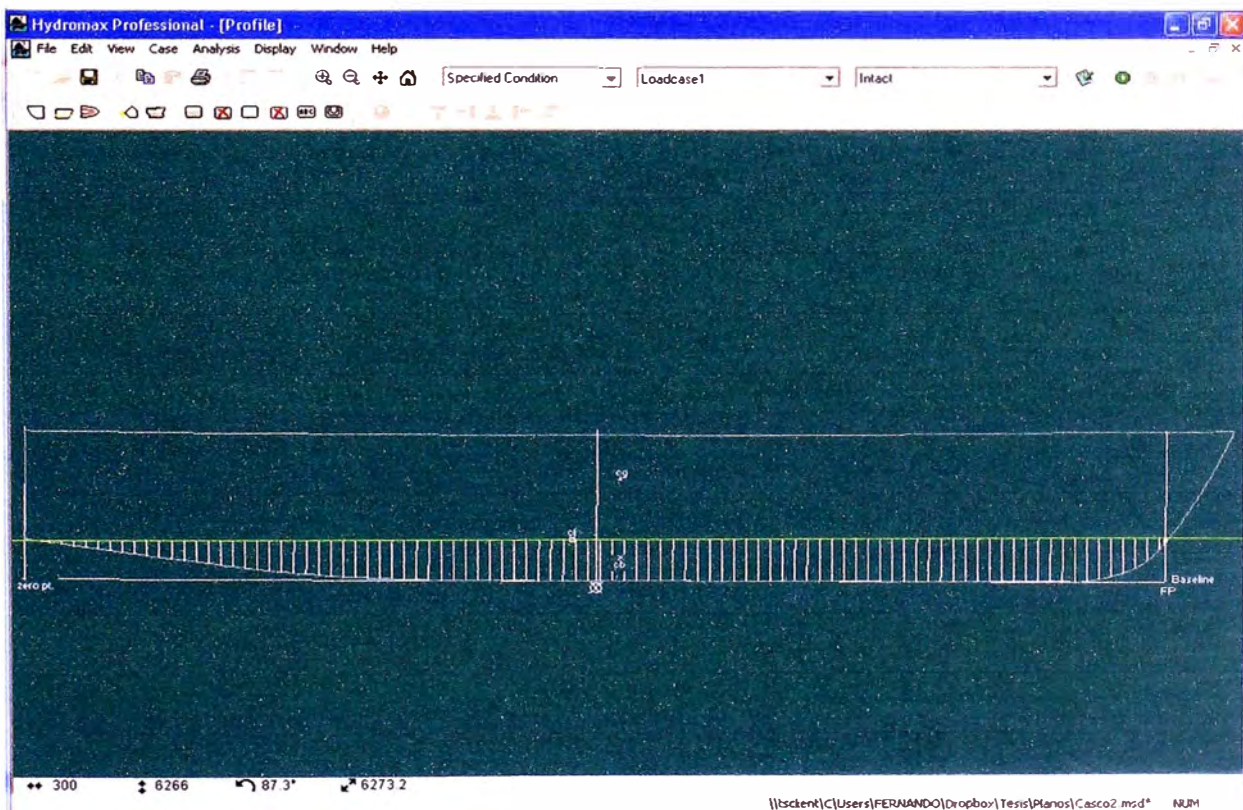 Hydromax Professional - [Profile]
File Edit View Case Analysis Display Window Help
Specified Condition Loadcase1 Intact
zero pt.
Baseline
FP
300 6266 87.3° 6273.2
\\tsclient\C\Users\FERNANDO\Dropbox\Tesis\Planos\Casco2.msd* NUM